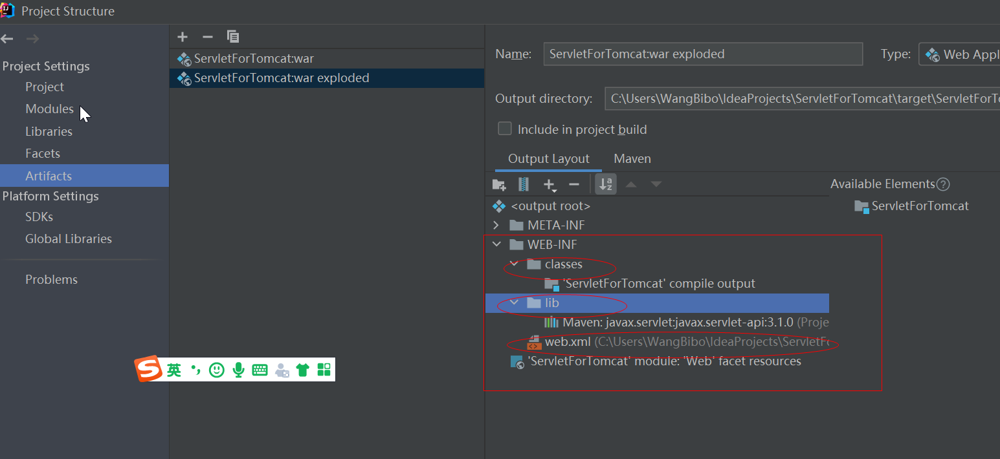 Project Structure
Project Settings
Project
Modules
Libraries
Facets
Artifacts
Platform Settings
SDKs
Global Libraries
Problems
ServletForTomcat:war
ServletForTomcat:war exploded
Name: ServletForTomcat:war exploded Type: Web Appl
Output directory: C:\Users\WangBibo\IdeaProjects\ServletForTomcat\target\ServletForTo
Include in project build
Output Layout Maven
Available Elements
<output root>
ServletForTomcat
META-INF
WEB-INF
classes
'ServletForTomcat' compile output
lib
Maven: javax.servlet:javax.servlet-api:3.1.0 (Proje
web.xml (C:\Users\WangBibo\IdeaProjects\ServletFo
'ServletForTomcat' module: 'Web' facet resources
英